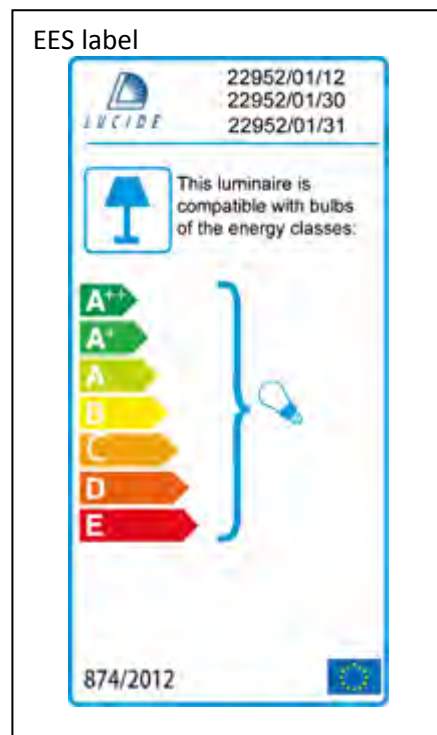 EES label
LUCIDE
22952/01/12
22952/01/30
22952/01/31
This luminaire is
compatible with bulbs
of the energy classes:
A++
A+
A
B
C
D
E
874/2012